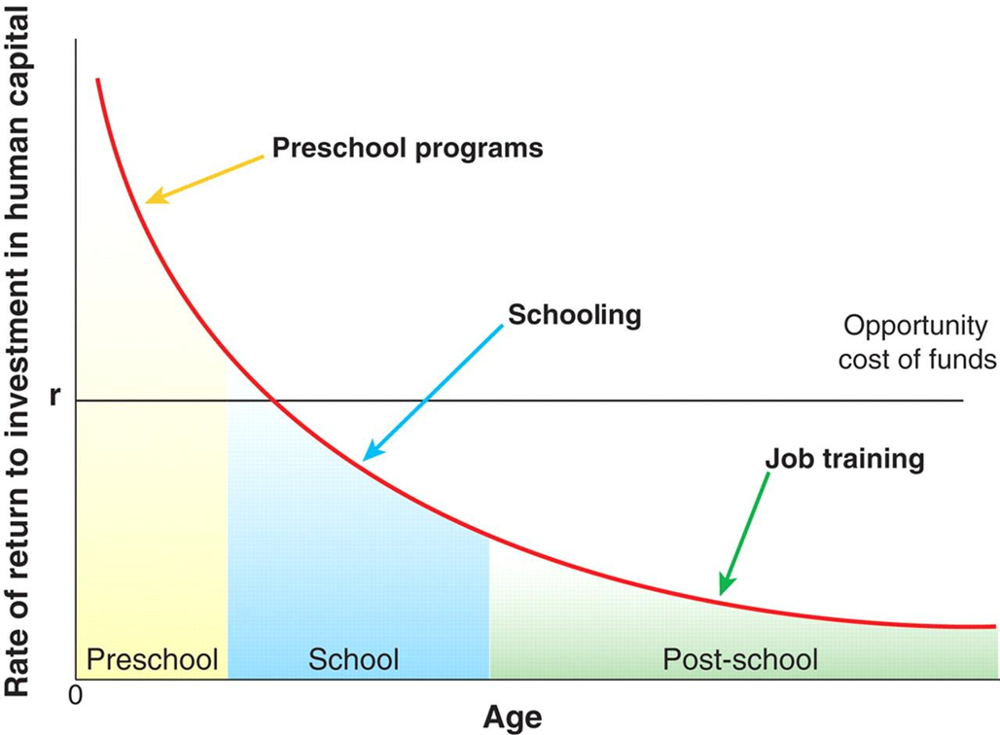 Rate of return to investment in human capital
Preschool programs
Schooling
Opportunity
cost of funds
r
Job training
Preschool
School
Post-school
0
Age